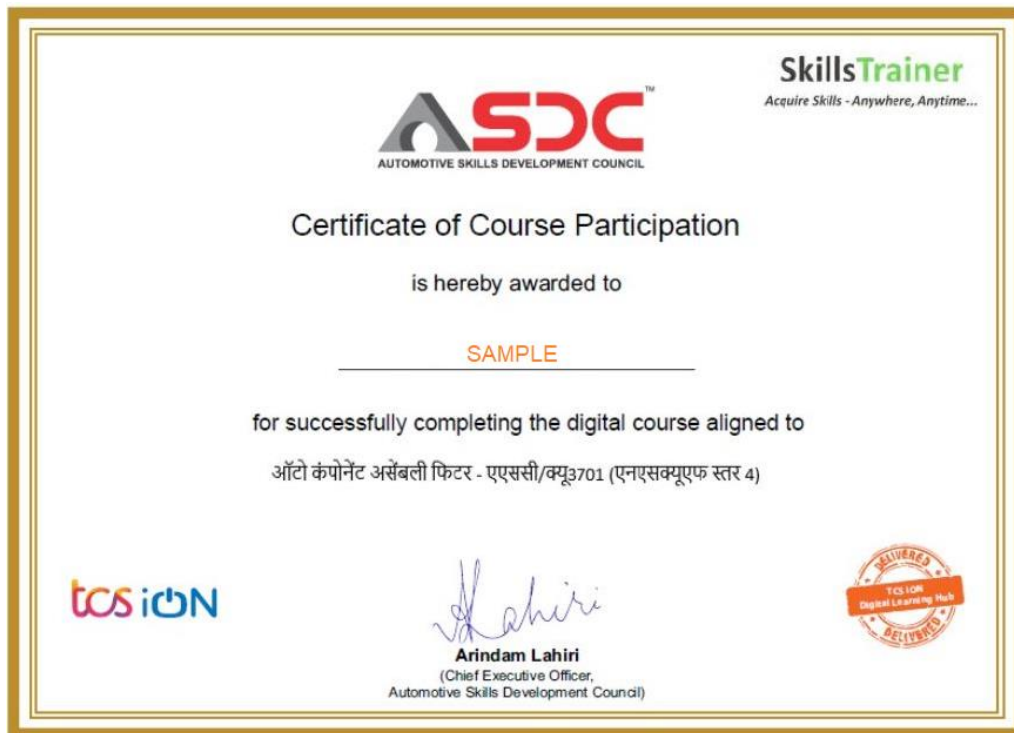 SkillsTrainer
Acquire Skills - Anywhere, Anytime...
ASDC™
AUTOMOTIVE SKILLS DEVELOPMENT COUNCIL
Certificate of Course Participation
is hereby awarded to
SAMPLE
for successfully completing the digital course aligned to
ऑटो कंपोनेंट असेंबली फिटर - एएससी/क्यू3701 (एनएसक्यूएफ स्तर 4)
tcs iON
Lahiri
Arindam Lahiri
(Chief Executive Officer,
Automotive Skills Development Council)
DELIVERED
TCS ION
Digital Learning Hub
DELIVERED